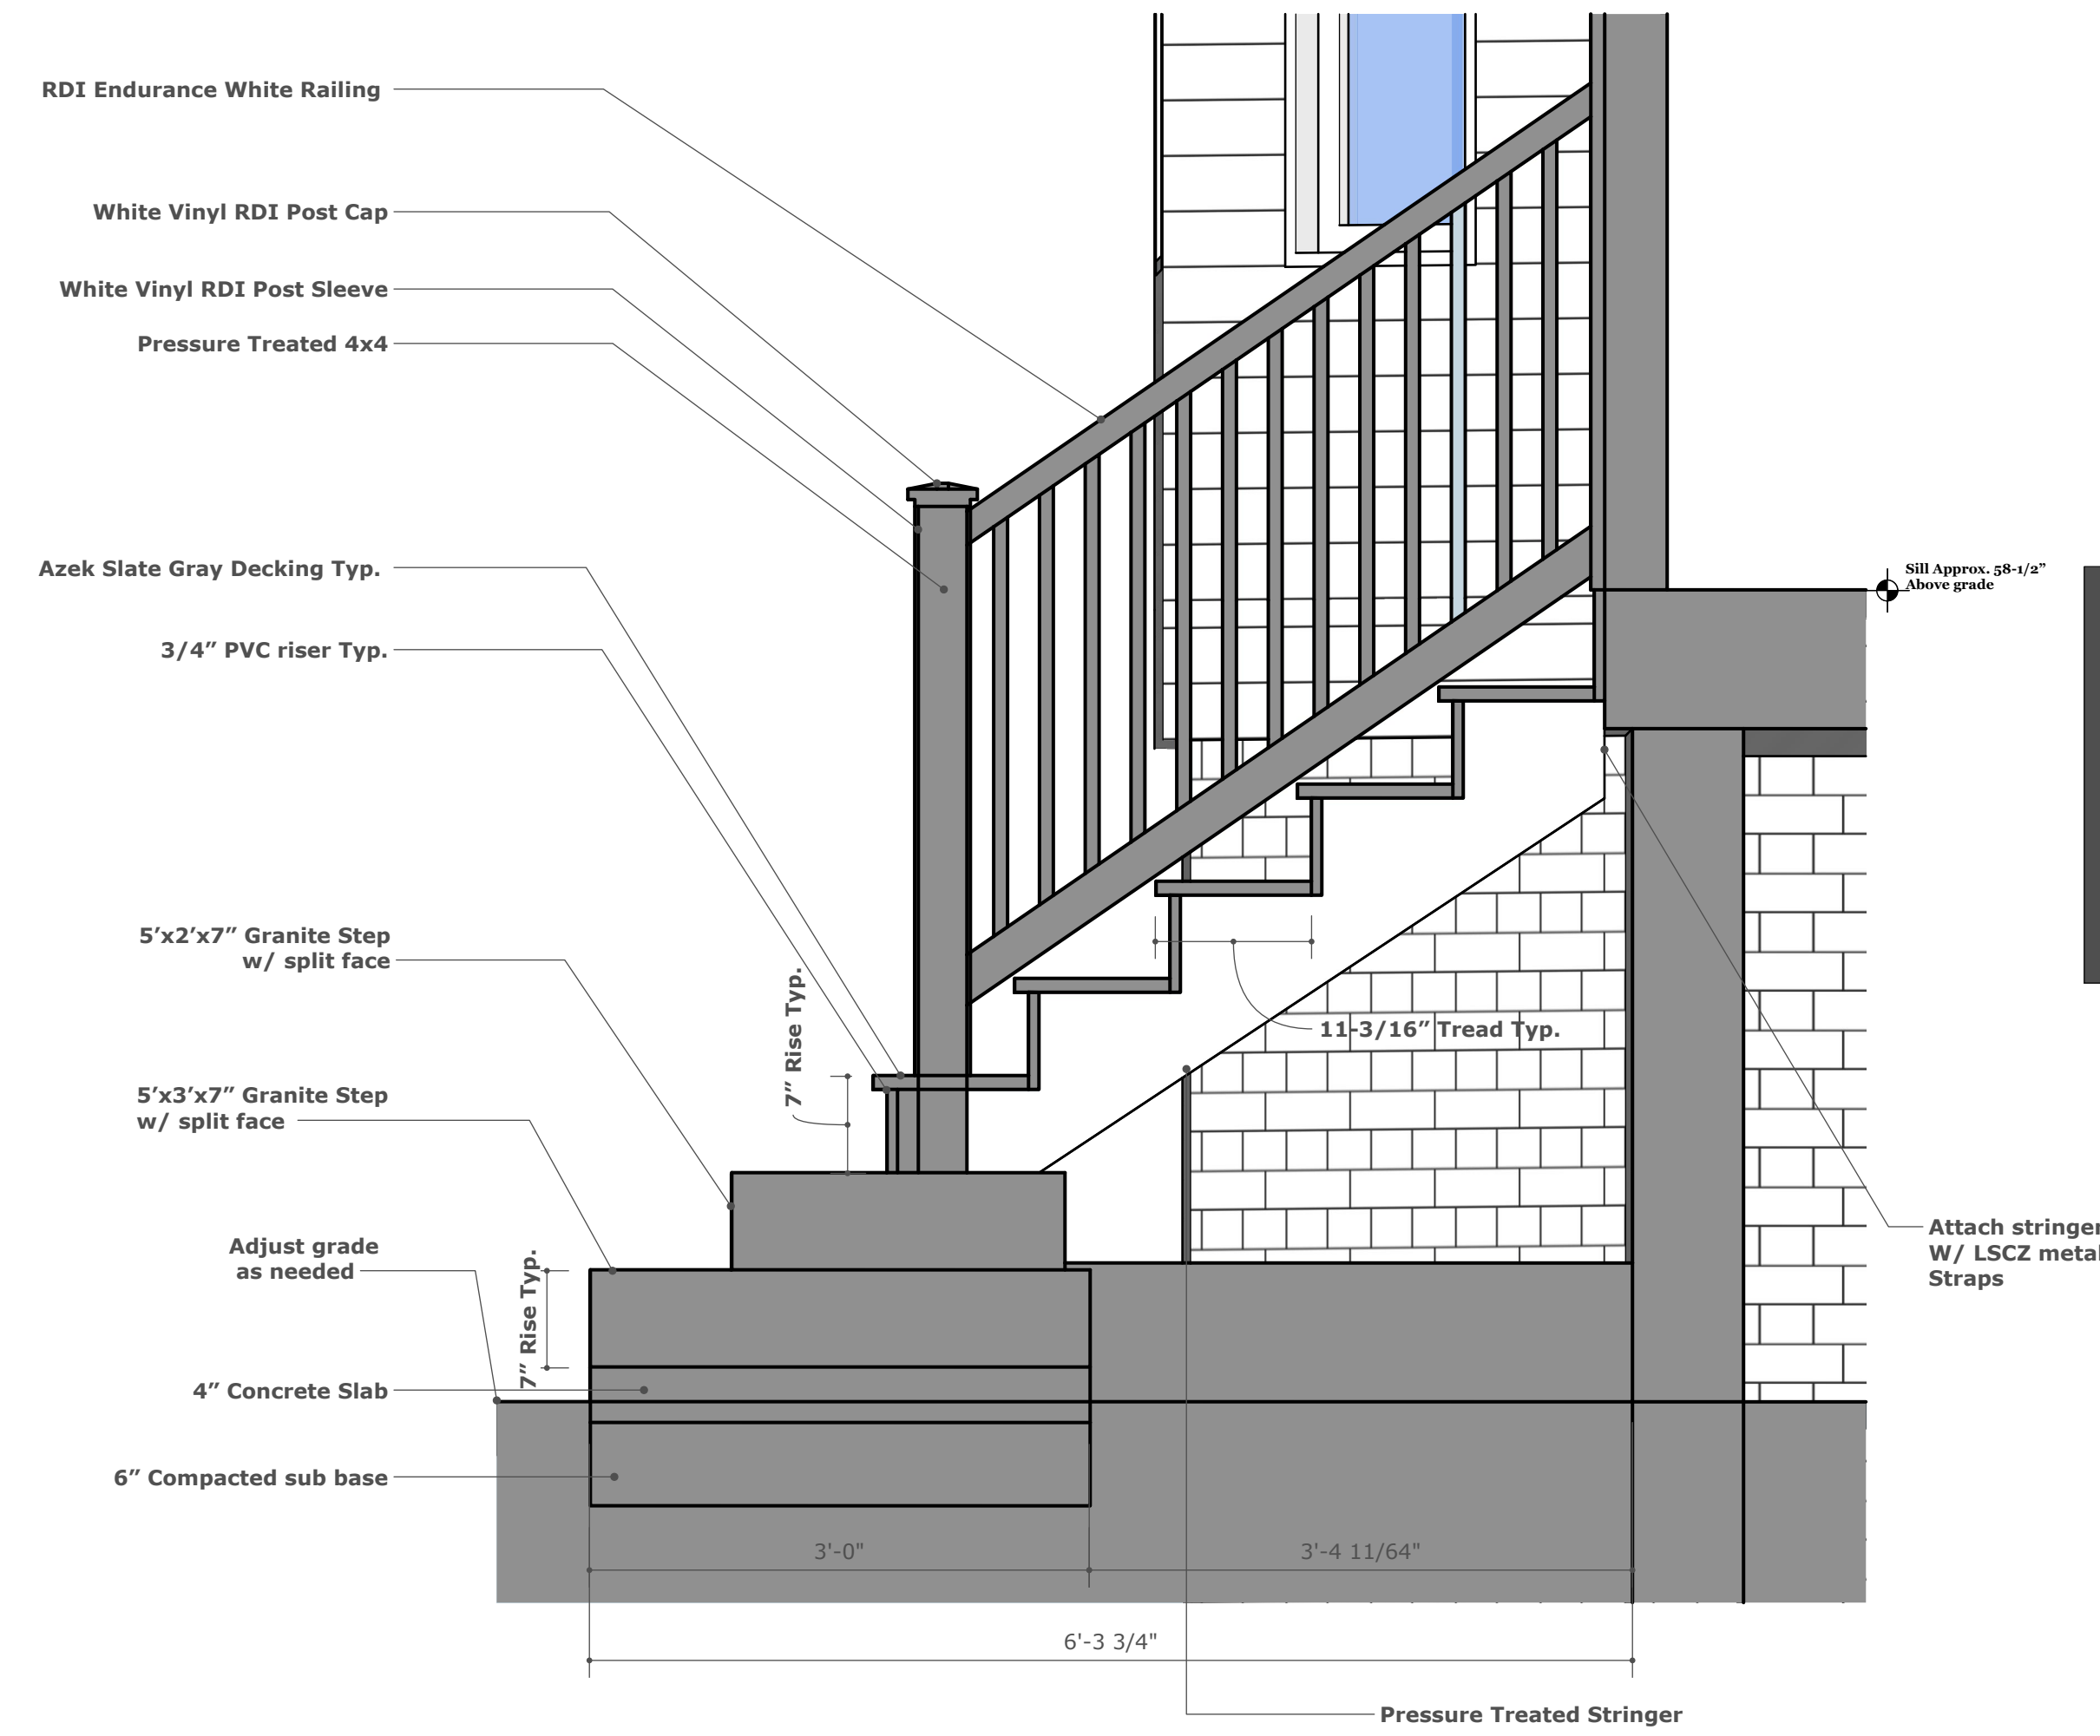 RDI Endurance White Railing
White Vinyl RDI Post Cap
White Vinyl RDI Post Sleeve
Pressure Treated 4x4
Azek Slate Gray Decking Typ.
Sill Approx. 58-1/2”
Above grade
3/4” PVC riser Typ.
5’x2’x7” Granite Step
w/ split face
7” Rise Typ.
11-3/16” Tread Typ.
5’x3’x7” Granite Step
w/ split face
Adjust grade
as needed
7” Rise Typ.
Attach stringer
W/ LSCZ metal
Straps
4” Concrete Slab
6” Compacted sub base
3'-0"
3'-4 11/64"
6'-3 3/4"
Pressure Treated Stringer